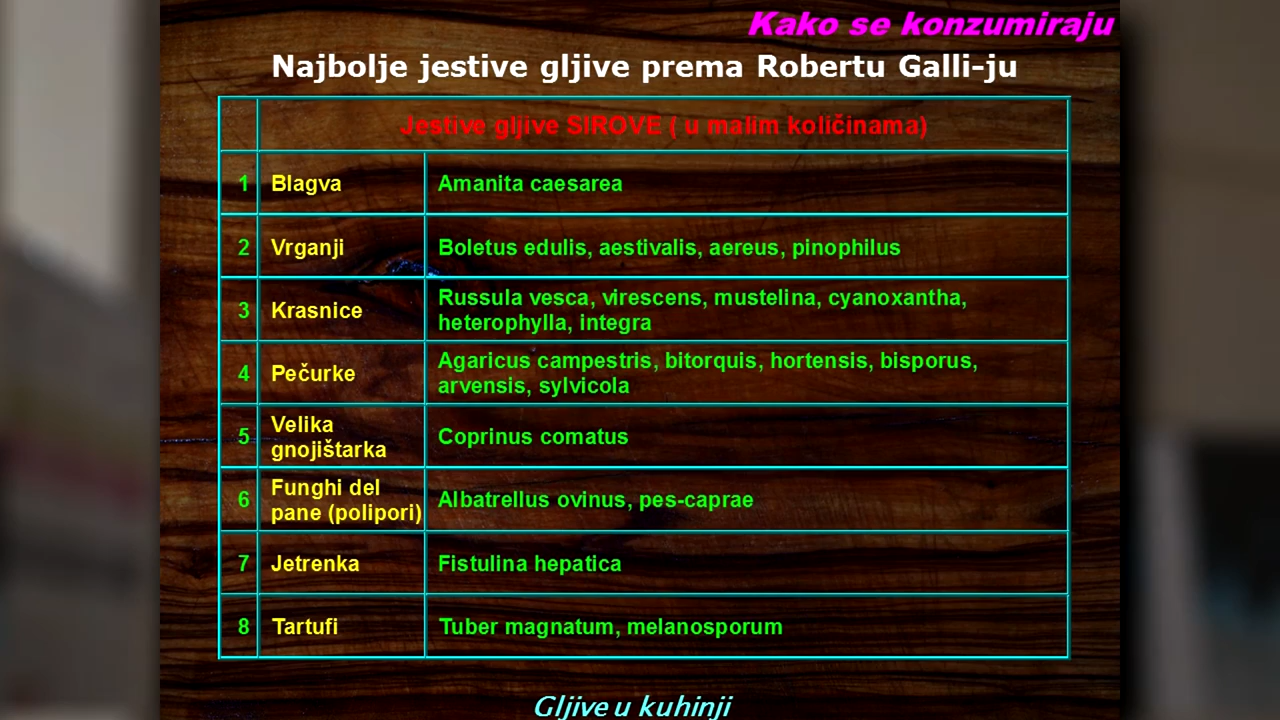 Kako se konzumiraju
Najbolje jestive gljive prema Robertu Galli-ju
Jestive gljive SIROVE ( u malim količinama)
1 Blagva Amanita caesarea
2 Vrganji Boletus edulis, aestivalis, aereus, pinophilus
3 Krasnice Russula vesca, virescens, mustelina, cyanoxantha,
heterophylla, integra
4 Pečurke Agaricus campestris, bitorquis, hortensis, bisporus,
arvensis, sylvicola
5 Velika
gnojištarka Coprinus comatus
6 Funghi del
pane (polipori) Albatrellus ovinus, pes-caprae
7 Jetrenka Fistulina hepatica
8 Tartufi Tuber magnatum, melanosporum
Gljive u kuhinji